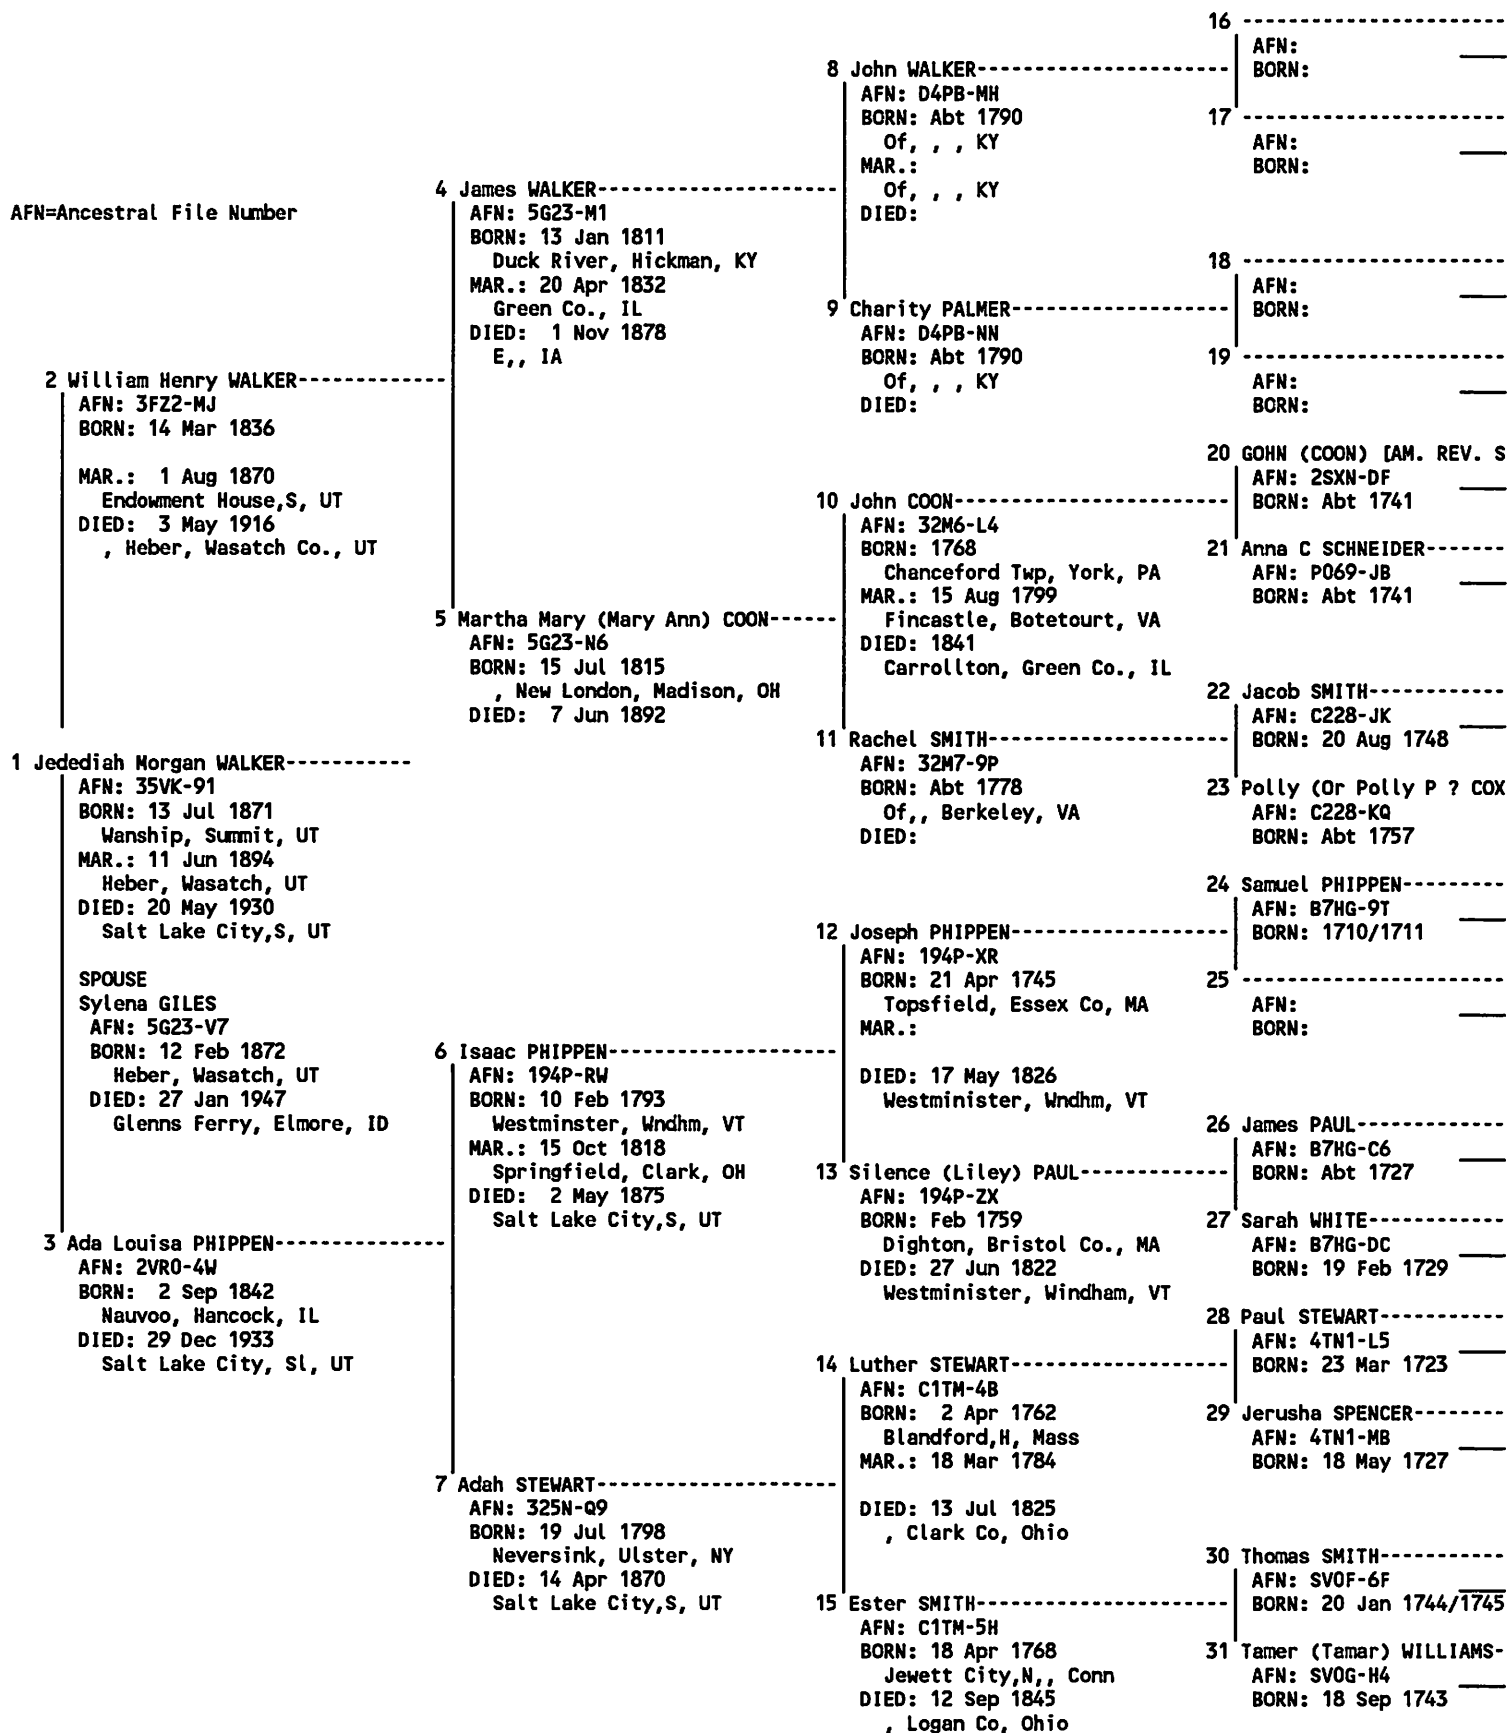 AFN=Ancestral File Number
1 Jedediah Morgan WALKER-----------
AFN: 35VK-91
BORN: 13 Jul 1871
Wanship, Summit, UT
MAR.: 11 Jun 1894
Heber, Wasatch, UT
DIED: 20 May 1930
Salt Lake City,S, UT
SPOUSE
Sylena GILES
AFN: 5G23-V7
BORN: 12 Feb 1872
Heber, Wasatch, UT
DIED: 27 Jan 1947
Glenns Ferry, Elmore, ID
2 William Henry WALKER-------------
AFN: 3FZ2-MJ
BORN: 14 Mar 1836
MAR.: 1 Aug 1870
Endowment House,S, UT
DIED: 3 May 1916
, Heber, Wasatch Co., UT
3 Ada Louisa PHIPPEN---------------
AFN: 2VR0-4W
BORN: 2 Sep 1842
Nauvoo, Hancock, IL
DIED: 29 Dec 1933
Salt Lake City, Sl, UT
4 James WALKER--------------------
AFN: 5G23-M1
BORN: 13 Jan 1811
Duck River, Hickman, KY
MAR.: 20 Apr 1832
Green Co., IL
DIED: 1 Nov 1878
E,, IA
5 Martha Mary (Mary Ann) COON------
AFN: 5G23-N6
BORN: 15 Jul 1815
, New London, Madison, OH
DIED: 7 Jun 1892
6 Isaac PHIPPEN-------------------
AFN: 194P-RW
BORN: 10 Feb 1793
Westminster, Wndhm, VT
MAR.: 15 Oct 1818
Springfield, Clark, OH
DIED: 2 May 1875
Salt Lake City,S, UT
7 Adah STEWART--------------------
AFN: 325N-Q9
BORN: 19 Jul 1798
Neversink, Ulster, NY
DIED: 14 Apr 1870
Salt Lake City,S, UT
8 John WALKER---------------------
AFN: D4PB-MH
BORN: Abt 1790
Of, , , KY
MAR.:
Of, , , KY
DIED:
9 Charity PALMER------------------
AFN: D4PB-NN
BORN: Abt 1790
Of, , , KY
DIED:
10 John COON-----------------------
AFN: 32M6-L4
BORN: 1768
Chanceford Twp, York, PA
MAR.: 15 Aug 1799
Fincastle, Botetourt, VA
DIED: 1841
Carrollton, Green Co., IL
11 Rachel SMITH--------------------
AFN: 32M7-9P
BORN: Abt 1778
Of,, Berkeley, VA
DIED:
12 Joseph PHIPPEN------------------
AFN: 194P-XR
BORN: 21 Apr 1745
Topsfield, Essex Co, MA
MAR.:
DIED: 17 May 1826
Westminister, Wndhm, VT
13 Silence (Liley) PAUL------------
AFN: 194P-ZX
BORN: Feb 1759
Dighton, Bristol Co., MA
DIED: 27 Jun 1822
Westminister, Windham, VT
14 Luther STEWART------------------
AFN: C1TM-4B
BORN: 2 Apr 1762
Blandford,H, Mass
MAR.: 18 Mar 1784
DIED: 13 Jul 1825
, Clark Co, Ohio
15 Ester SMITH---------------------
AFN: C1TM-5H
BORN: 18 Apr 1768
Jewett City,N,, Conn
DIED: 12 Sep 1845
, Logan Co, Ohio
16 ----------------------
AFN:
BORN:
17 ----------------------
AFN:
BORN:
18 ----------------------
AFN:
BORN:
19 ----------------------
AFN:
BORN:
20 GOHN (COON) [AM. REV. S
AFN: 2SXN-DF
BORN: Abt 1741
21 Anna C SCHNEIDER-------
AFN: P069-JB
BORN: Abt 1741
22 Jacob SMITH-----------
AFN: C228-JK
BORN: 20 Aug 1748
23 Polly (Or Polly P ? COX
AFN: C228-KQ
BORN: Abt 1757
24 Samuel PHIPPEN---------
AFN: B7HG-9T
BORN: 1710/1711
25 ----------------------
AFN:
BORN:
26 James PAUL------------
AFN: B7HG-C6
BORN: Abt 1727
27 Sarah WHITE-----------
AFN: B7HG-DC
BORN: 19 Feb 1729
28 Paul STEWART----------
AFN: 4TN1-L5
BORN: 23 Mar 1723
29 Jerusha SPENCER--------
AFN: 4TN1-MB
BORN: 18 May 1727
30 Thomas SMITH----------
AFN: SV0F-6F
BORN: 20 Jan 1744/1745
31 Tamer (Tamar) WILLIAMS-
AFN: SV0G-H4
BORN: 18 Sep 1743